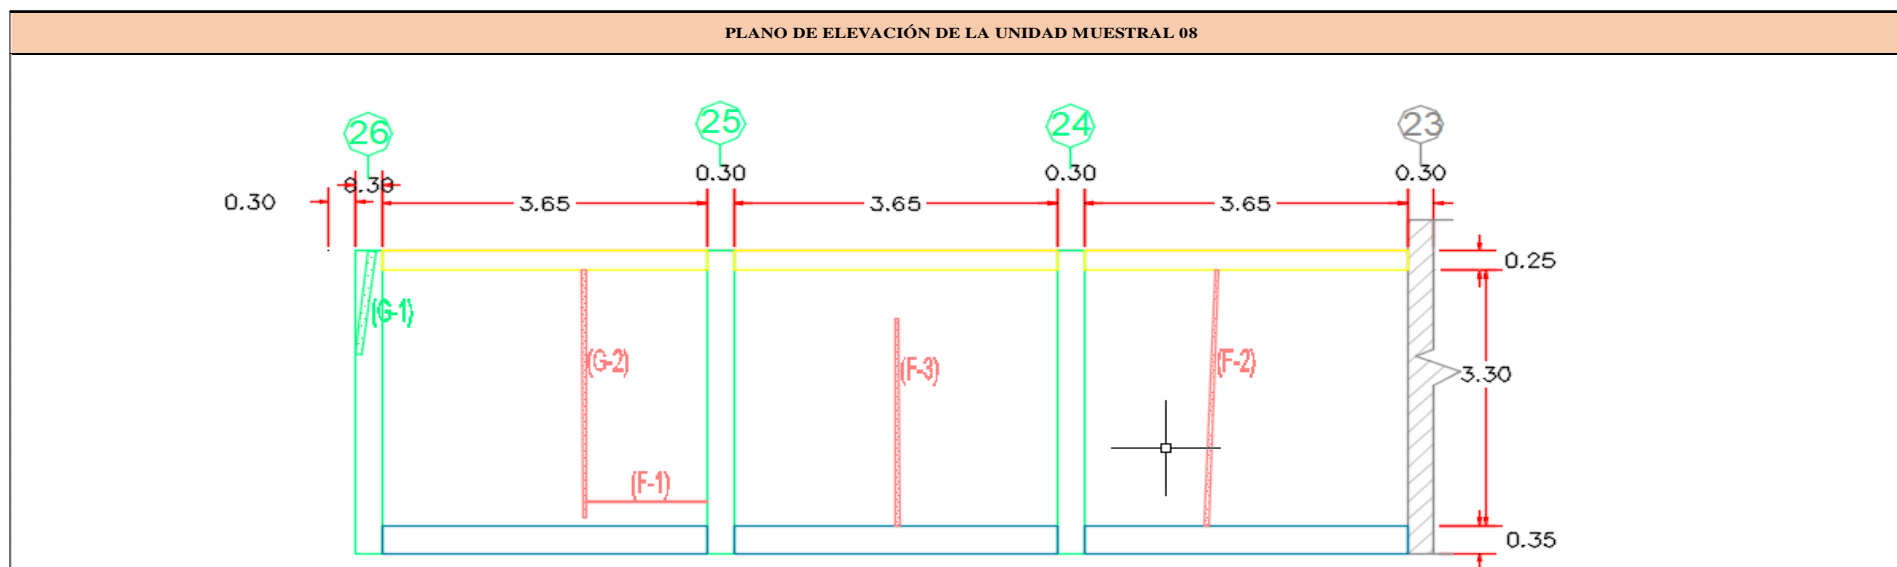 PLANO DE ELEVACIÓN DE LA UNIDAD MUESTRAL 08
26 25 24 23
0.30 0.30 0.30 0.30
0.30 3.65 3.65 3.65
0.25
(G-1)
(G-2) (F-3) (F-2)
3.30
(F-1)
0.35